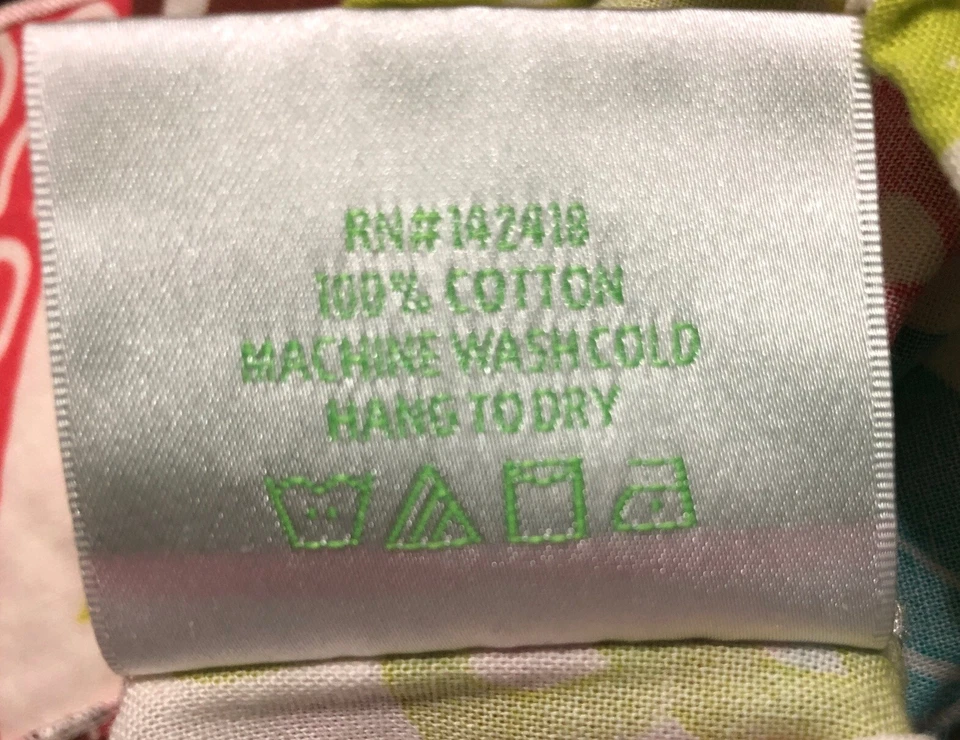 RN#142418
100% COTTON
MACHINE WASH COLD
HANG TO DRY